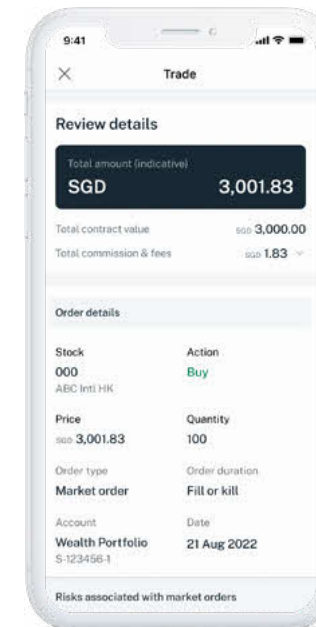 9:41
Trade
Review details
Total amount (indicative)
SGD 3,001.83
Total contract value SGD 3,000.00
Total commission & fees SGD 1.83
Order details
Stock Action
000 Buy
ABC Intl HK
Price Quantity
SGD 3,001.83 100
Order type Order duration
Market order Fill or kill
Account Date
Wealth Portfolio 21 Aug 2022
S-123456-1
Risks associated with market orders